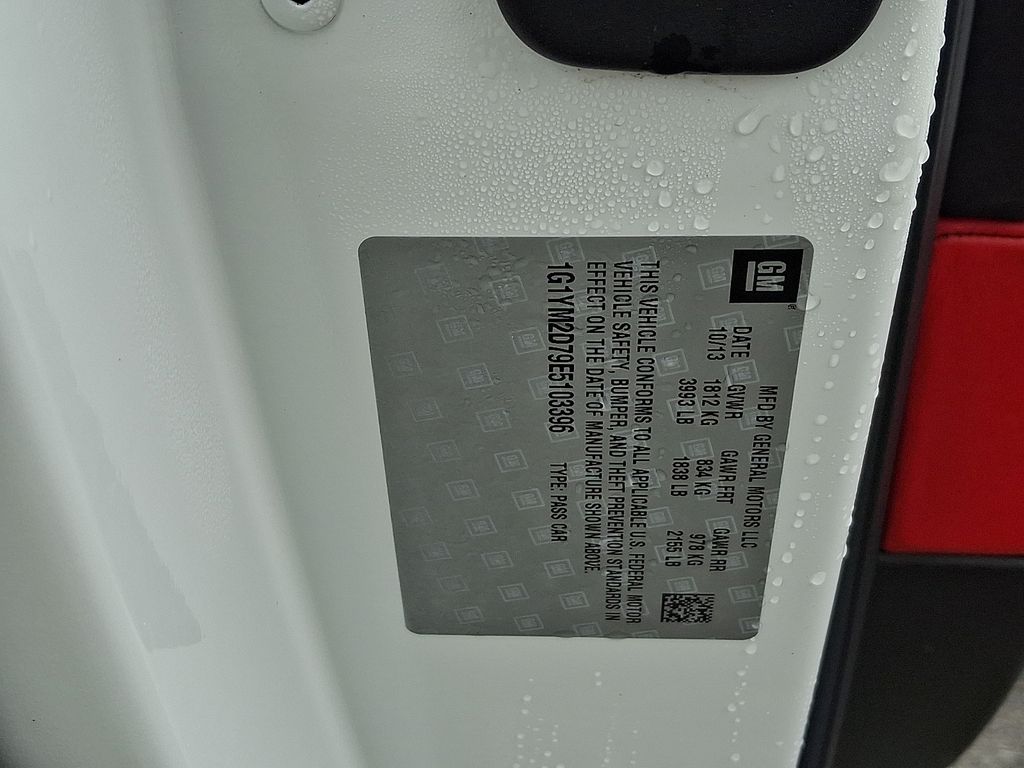 GM
MFD BY GENERAL MOTORS LLC
DATE GVWR GAWR FRT GAWR RR
10/13 1812 KG 834 KG 978 KG
3993 LB 1838 LB 2155 LB
THIS VEHICLE CONFORMS TO ALL APPLICABLE U.S. FEDERAL MOTOR
VEHICLE SAFETY, BUMPER, AND THEFT PREVENTION STANDARDS IN
EFFECT ON THE DATE OF MANUFACTURE SHOWN ABOVE.
1G1YM2D79E5103396 TYPE: PASS CAR